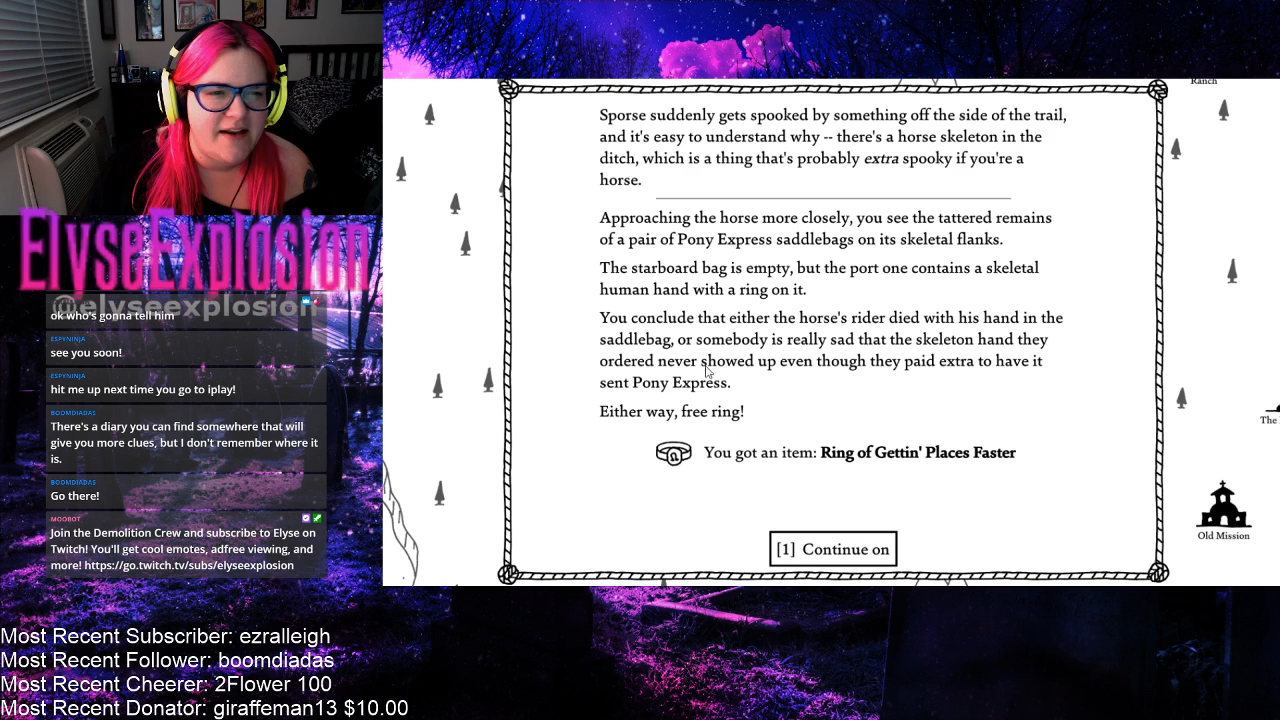 ElyseExplosion
@elyseexplosion
ok who's gonna tell him
ESPYNINJA
see you soon!
ESPYNINJA
hit me up next time you go to iplay!
BOOMDIADAS
There's a diary you can find somewhere that will
give you more clues, but I don't remember where it
is.
BOOMDIADAS
Go there!
MOOBOT
Join the Demolition Crew and subscribe to Elyse on
Twitch! You'll get cool emotes, adfree viewing, and
more! https://go.twitch.tv/subs/elyseexplosion
Most Recent Subscriber: ezralleigh
Most Recent Follower: boomdiadas
Most Recent Cheerer: 2Flower 100
Most Recent Donator: giraffeman13 $10.00
Sporse suddenly gets spooked by something off the side of the trail,
and it's easy to understand why -- there's a horse skeleton in the
ditch, which is a thing that's probably extra spooky if you're a
horse.
Approaching the horse more closely, you see the tattered remains
of a pair of Pony Express saddlebags on its skeletal flanks.
The starboard bag is empty, but the port one contains a skeletal
human hand with a ring on it.
You conclude that either the horse's rider died with his hand in the
saddlebag, or somebody is really sad that the skeleton hand they
ordered never showed up even though they paid extra to have it
sent Pony Express.
Either way, free ring!
You got an item: Ring of Gettin' Places Faster
[1] Continue on
Ranch
The
Old Mission